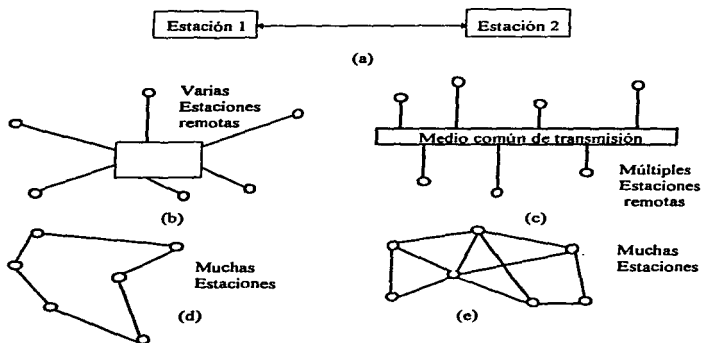 Estación 1
Estación 2
(a)
Varias
Estaciones
remotas
(b)
Medio común de transmisión
Múltiples
Estaciones
remotas
(c)
Muchas
Estaciones
(d)
Muchas
Estaciones
(e)